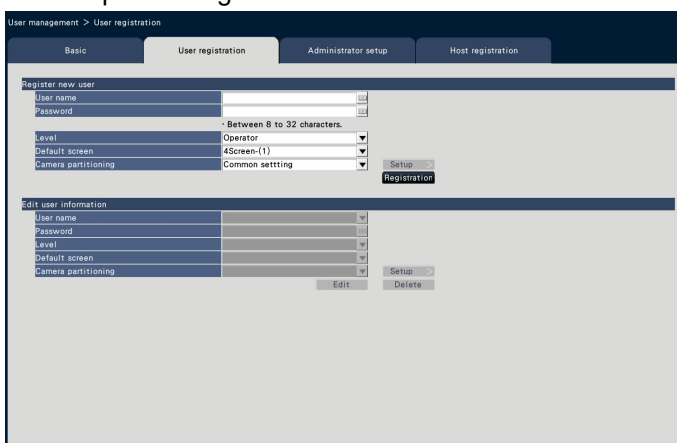 User management > User registration
Basic User registration Administrator setup Host registration
Register new user
User name
Password
· Between 8 to 32 characters.
Level Operator
Default screen 4Screen-(1)
Camera partitioning Common settting Setup >
Registration
Edit user information
User name
Password
Level
Default screen
Camera partitioning Setup >
Edit Delete